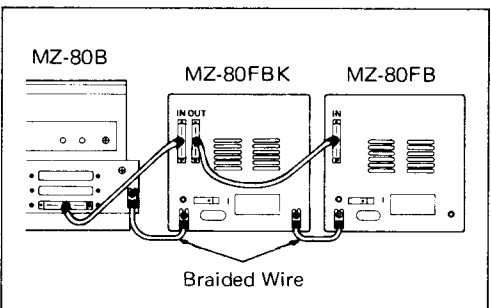 MZ-80B
MZ-80FBK
MZ-80FB
IN OUT
IN
Braided Wire